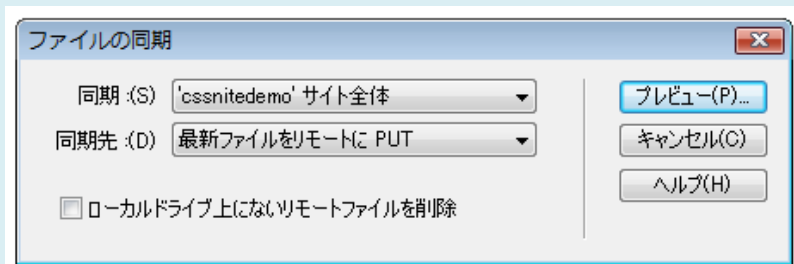 ファイルの同期
同期:(S) 'cssnitedemo' サイト全体
プレビュー(P)...
同期先:(D) 最新ファイルをリモートに PUT
キャンセル(C)
ヘルプ(H)
ローカルドライブ上にないリモートファイルを削除